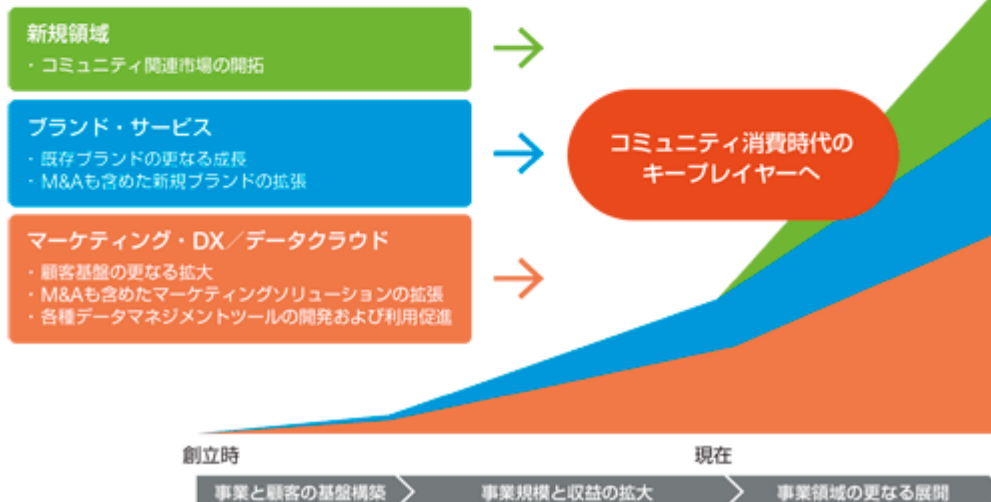 新規領域
・コミュニティ関連市場の開拓
ブランド・サービス
・既存ブランドの更なる成長
・M&Aも含めた新規ブランドの拡張
マーケティング・DX／データクラウド
・顧客基盤の更なる拡大
・M&Aも含めたマーケティングソリューションの拡張
・各種データマネジメントツールの開発および利用促進
コミュニティ消費時代の
キープレイヤーへ
創立時
現在
事業と顧客の基盤構築
事業規模と収益の拡大
事業領域の更なる展開